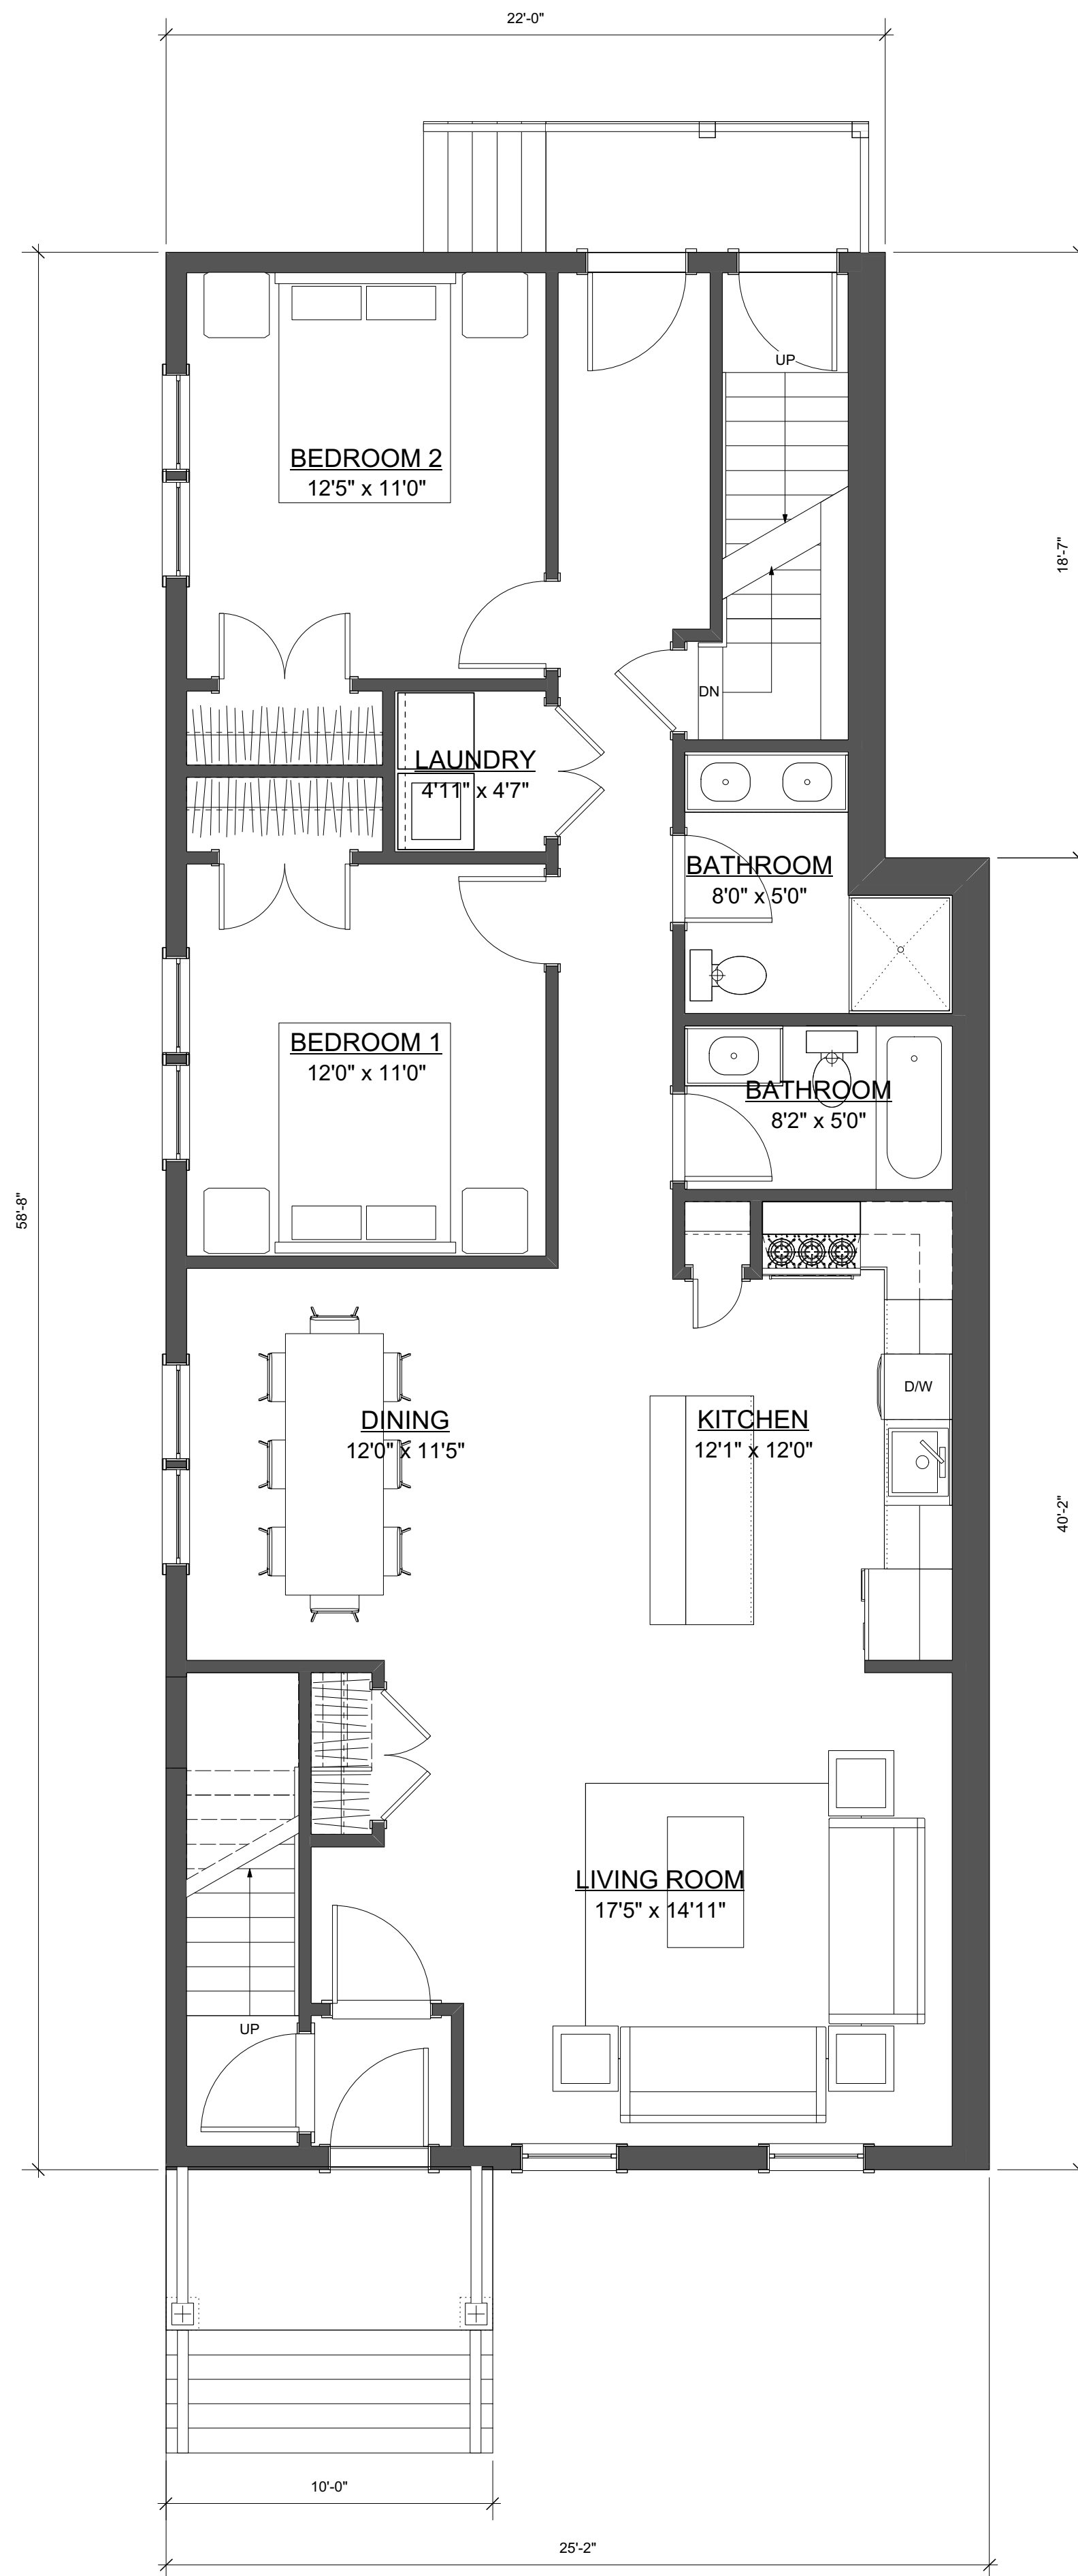 22'-0"
UP
BEDROOM 2
12'5" x 11'0"
18'-7"
DN
LAUNDRY
4'11" x 4'7"
BATHROOM
8'0" x 5'0"
BEDROOM 1
12'0" x 11'0"
BATHROOM
8'2" x 5'0"
58'-8"
D/W
DINING
12'0" x 11'5"
KITCHEN
12'1" x 12'0"
40'-2"
LIVING ROOM
17'5" x 14'11"
UP
10'-0"
25'-2"